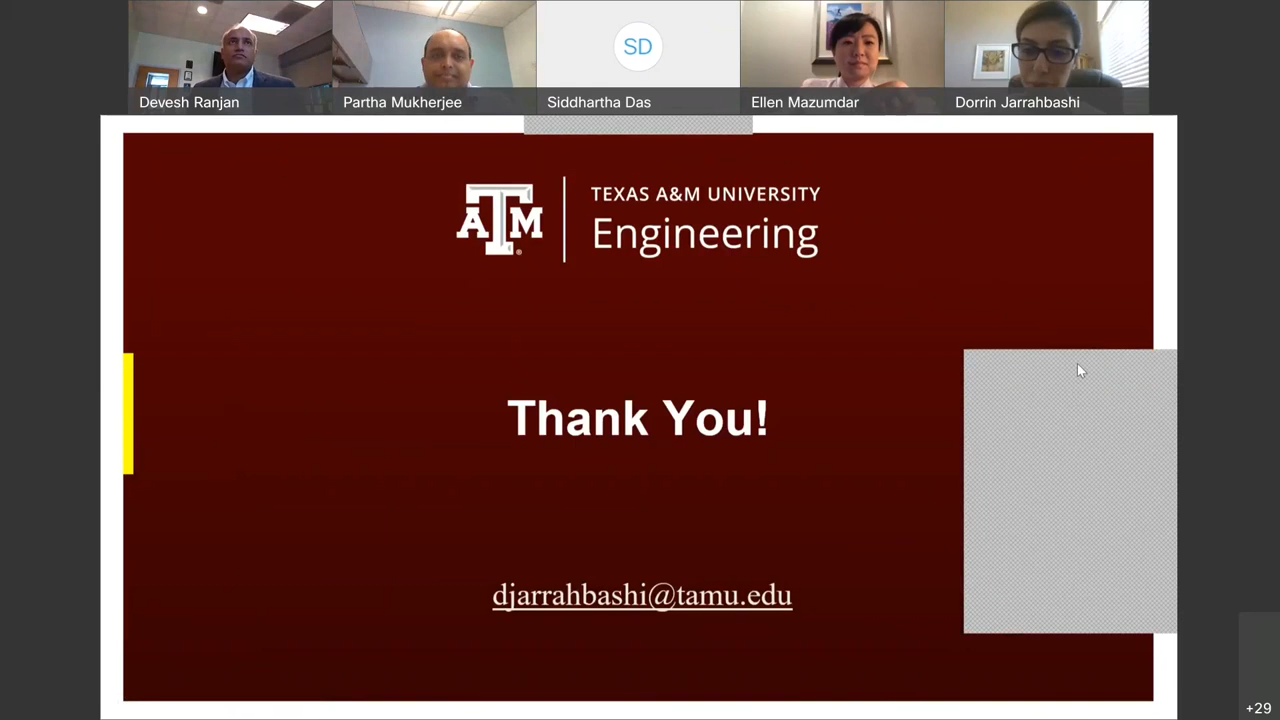 Devesh Ranjan
Partha Mukherjee
SD
Siddhartha Das
Ellen Mazumdar
Dorrin Jarrahbashi
ATM
TEXAS A&M UNIVERSITY
Engineering
Thank You!
djarrahbashi@tamu.edu
+29